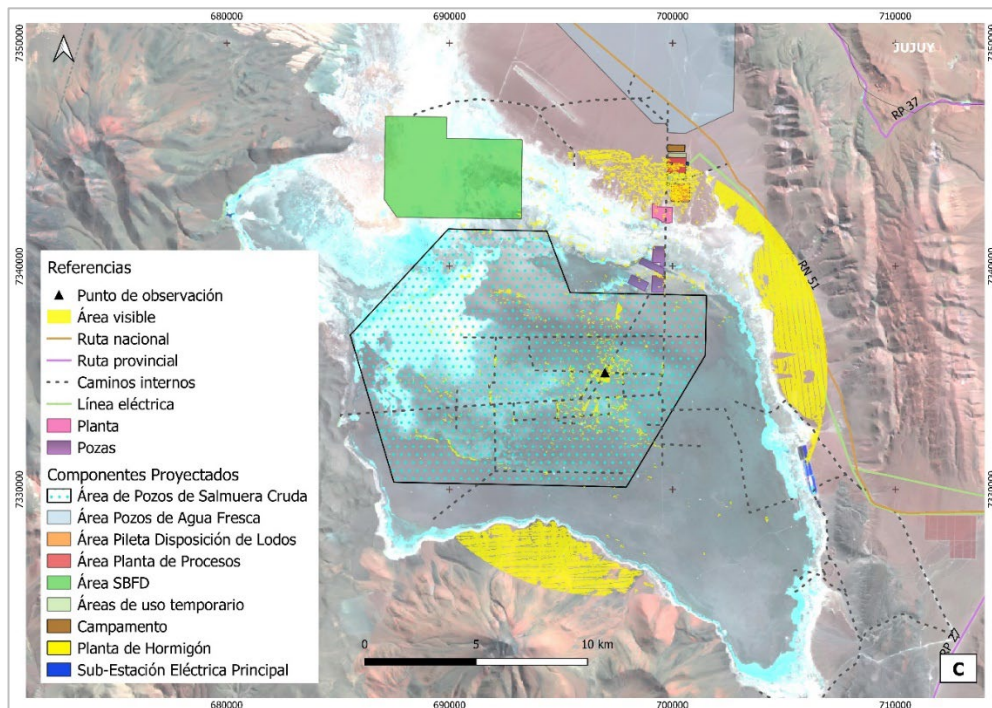 680000
690000
700000
710000
7350000
7350000
JUJUY
RP 37
RN 51
7340000
7340000
Referencias
Punto de observación
Área visible
Ruta nacional
Ruta provincial
Caminos internos
Línea eléctrica
Planta
Pozas
Componentes Proyectados
Área de Pozos de Salmuera Cruda
Área Pozos de Agua Fresca
Área Pileta Disposición de Lodos
Área Planta de Procesos
Área SBFD
Áreas de uso temporario
Campamento
Planta de Hormigón
Sub-Estación Eléctrica Principal
7330000
7330000
0
5
10 km
C
680000
690000
700000
710000